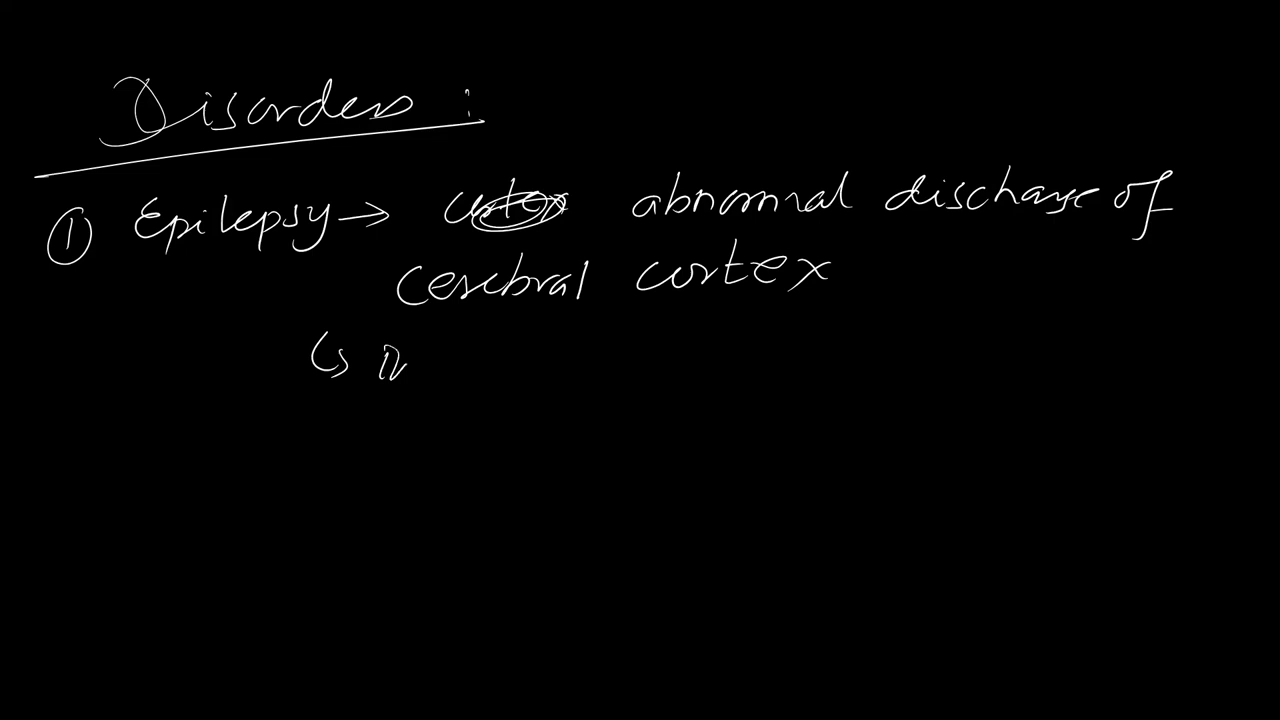 Disorders :
① Epilepsy → abnormal discharge of
cerebral cortex